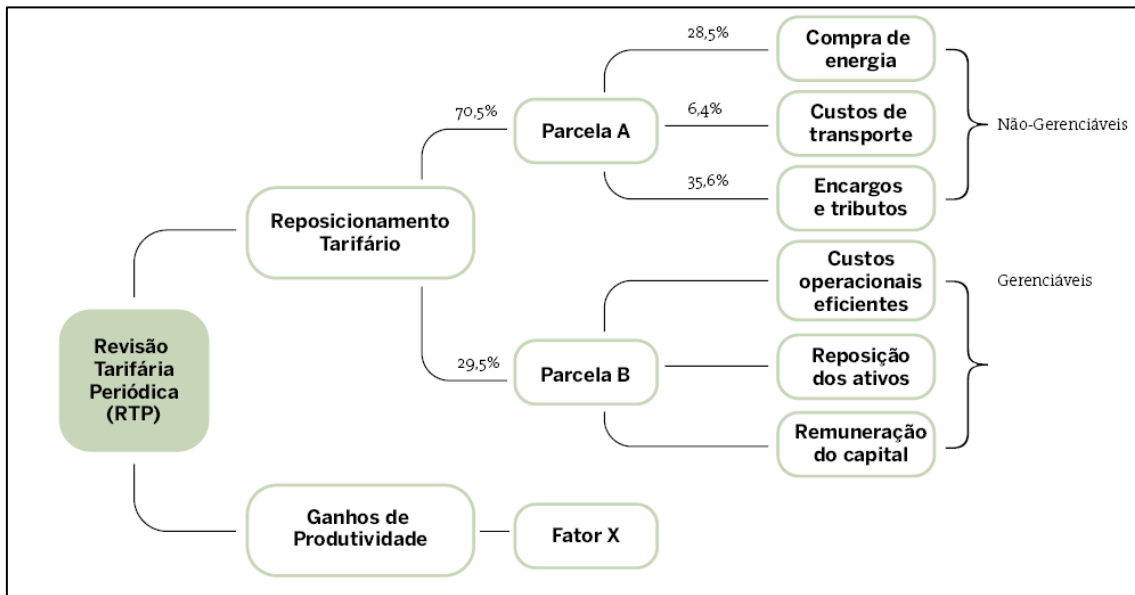 28,5%
Compra de
energia
70,5%
Parcela A
6,4%
Custos de
transporte
Não-Gerenciáveis
35,6%
Encargos
e tributos
Reposicionamento
Tarifário
Custos
operacionais
eficientes
Gerenciáveis
Revisão
Tarifária
Periódica
(RTP)
29,5%
Parcela B
Reposição
dos ativos
Remuneração
do capital
Ganhos de
Produtividade
Fator X